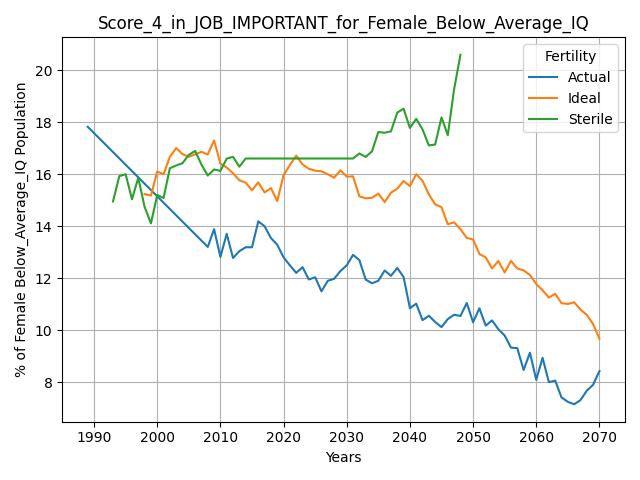 Score_4_in_JOB_IMPORTANT_for_Female_Below_Average_IQ
% of Female Below_Average_IQ Population
20
18
16
14
12
10
8
Fertility
Actual
Ideal
Sterile
1990 2000 2010 2020 2030 2040 2050 2060 2070
Years